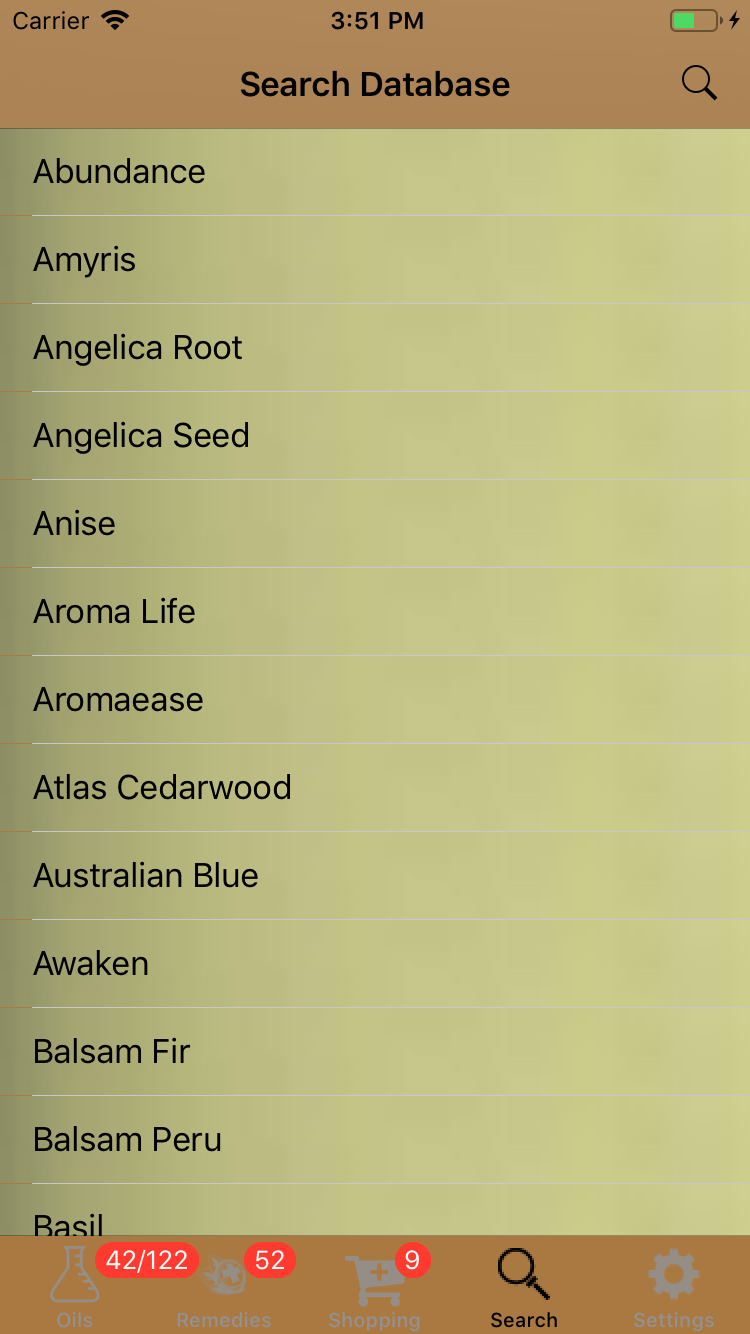 Carrier 3:51 PM
Search Database
Abundance
Amyris
Angelica Root
Angelica Seed
Anise
Aroma Life
Aromaease
Atlas Cedarwood
Australian Blue
Awaken
Balsam Fir
Balsam Peru
Basil
42/122 52 9
Oils Remedies Shopping Search Settings